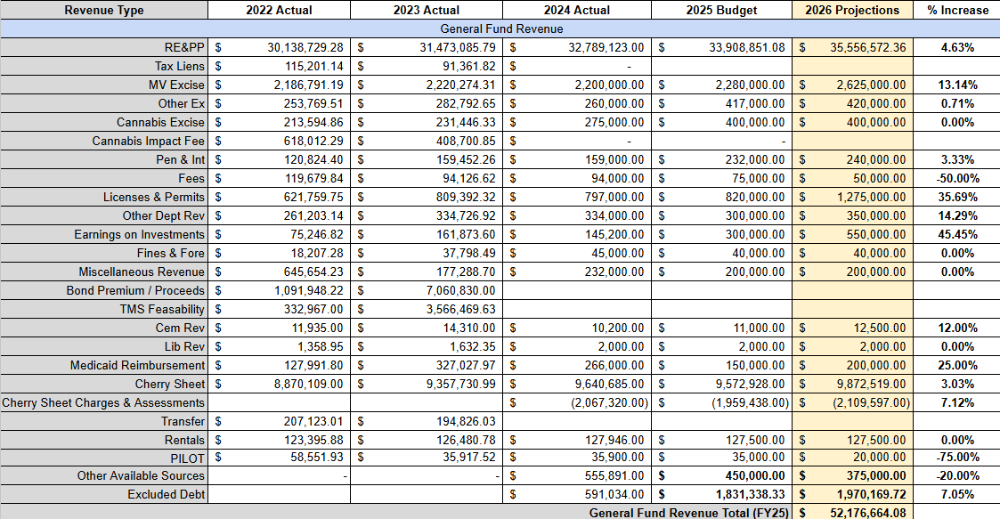 Revenue Type 2022 Actual 2023 Actual 2024 Actual 2025 Budget 2026 Projections % Increase
General Fund Revenue
RE&PP $ 30,138,729.28 $ 31,473,085.79 $ 32,789,123.00 $ 33,908,851.08 $ 35,556,572.36 4.63%
Tax Liens $ 115,201.14 $ 91,361.82 $ -
MV Excise $ 2,186,791.19 $ 2,220,274.31 $ 2,200,000.00 $ 2,280,000.00 $ 2,625,000.00 13.14%
Other Ex $ 253,769.51 $ 282,792.65 $ 260,000.00 $ 417,000.00 $ 420,000.00 0.71%
Cannabis Excise $ 213,594.86 $ 231,446.33 $ 275,000.00 $ 400,000.00 $ 400,000.00 0.00%
Cannabis Impact Fee $ 618,012.29 $ 408,700.85 $ - -
Pen & Int $ 120,824.40 $ 159,452.26 $ 159,000.00 $ 232,000.00 $ 240,000.00 3.33%
Fees $ 119,679.84 $ 94,126.62 $ 94,000.00 $ 75,000.00 $ 50,000.00 -50.00%
Licenses & Permits $ 621,759.75 $ 809,392.32 $ 797,000.00 $ 820,000.00 $ 1,275,000.00 35.69%
Other Dept Rev $ 261,203.14 $ 334,726.92 $ 334,000.00 $ 300,000.00 $ 350,000.00 14.29%
Earnings on Investments $ 75,246.82 $ 161,873.60 $ 145,200.00 $ 300,000.00 $ 550,000.00 45.45%
Fines & Fore $ 18,207.28 $ 37,798.49 $ 45,000.00 $ 40,000.00 $ 40,000.00 0.00%
Miscellaneous Revenue $ 645,654.23 $ 177,288.70 $ 232,000.00 $ 200,000.00 $ 200,000.00 0.00%
Bond Premium / Proceeds $ 1,091,948.22 $ 7,060,830.00
TMS Feasability $ 332,967.00 $ 3,566,469.63
Cem Rev $ 11,935.00 $ 14,310.00 $ 10,200.00 $ 11,000.00 $ 12,500.00 12.00%
Lib Rev $ 1,358.95 $ 1,632.35 $ 2,000.00 $ 2,000.00 $ 2,000.00 0.00%
Medicaid Reimbursement $ 127,991.80 $ 327,027.97 $ 266,000.00 $ 150,000.00 $ 200,000.00 25.00%
Cherry Sheet $ 8,870,109.00 $ 9,357,730.99 $ 9,640,685.00 $ 9,572,928.00 $ 9,872,519.00 3.03%
Cherry Sheet Charges & Assessments $ (2,067,320.00) $ (1,959,438.00) $ (2,109,597.00) 7.12%
Transfer $ 207,123.01 $ 194,826.03
Rentals $ 123,395.88 $ 126,480.78 $ 127,946.00 $ 127,500.00 $ 127,500.00 0.00%
PILOT $ 58,551.93 $ 35,917.52 $ 35,900.00 $ 35,000.00 $ 20,000.00 -75.00%
Other Available Sources - - $ 555,891.00 $ 450,000.00 $ 375,000.00 -20.00%
Excluded Debt $ 591,034.00 $ 1,831,338.33 $ 1,970,169.72 7.05%
General Fund Revenue Total (FY25) $ 52,176,664.08